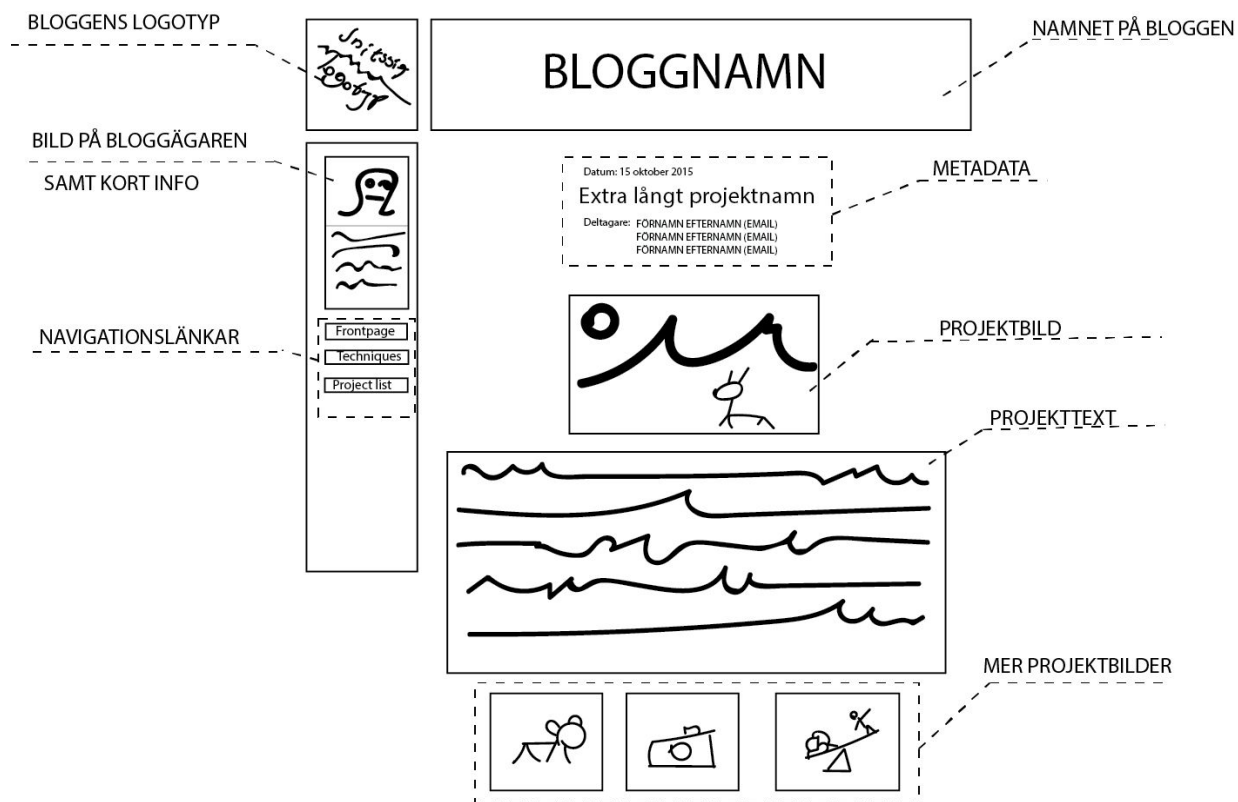 BLOGGENS LOGOTYP
Snitssig
logotyp
BLOGGNAMN
NAMNET PÅ BLOGGEN
BILD PÅ BLOGGÄGAREN
SAMT KORT INFO
Datum: 15 oktober 2015
Extra långt projektnamn
Deltagare: FÖRNAMN EFTERNAMN (EMAIL)
FÖRNAMN EFTERNAMN (EMAIL)
FÖRNAMN EFTERNAMN (EMAIL)
METADATA
NAVIGATIONSLÄNKAR
Frontpage
Techniques
Project list
PROJEKTBILD
PROJEKTTEXT
MER PROJEKTBILDER